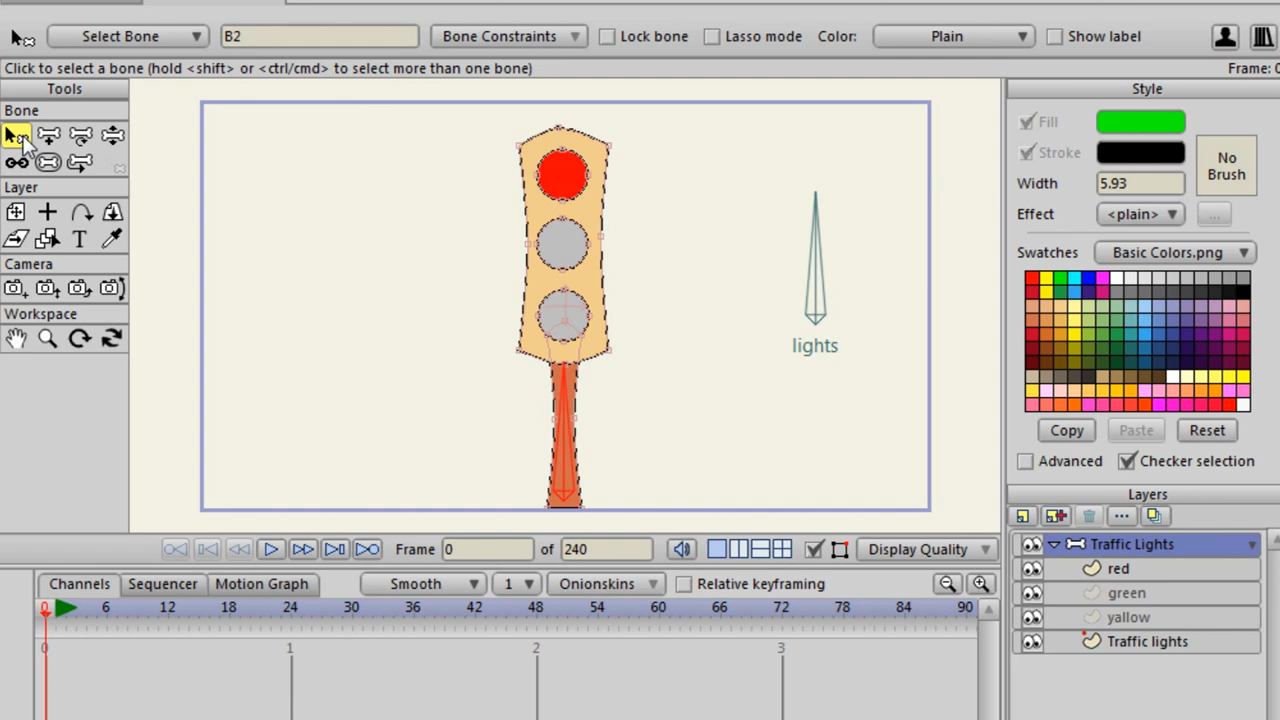 Select Bone B2 Bone Constraints Lock bone Lasso mode Color: Plain Show label
Click to select a bone (hold <shift> or <ctrl/cmd> to select more than one bone) Frame: 0
Tools
Bone
Layer
T
Camera
Workspace
lights
Style
Fill
Stroke
No
Brush
Width 5.93
Effect <plain> ...
Swatches Basic Colors.png
Copy Paste Reset
Advanced Checker selection
Layers
Traffic Lights
red
green
yallow
Traffic lights
Frame 0 of 240 Display Quality
Channels Sequencer Motion Graph Smooth 1 Onionskins Relative keyframing
0 6 12 18 24 30 36 42 48 54 60 66 72 78 84 90
0 1 2 3